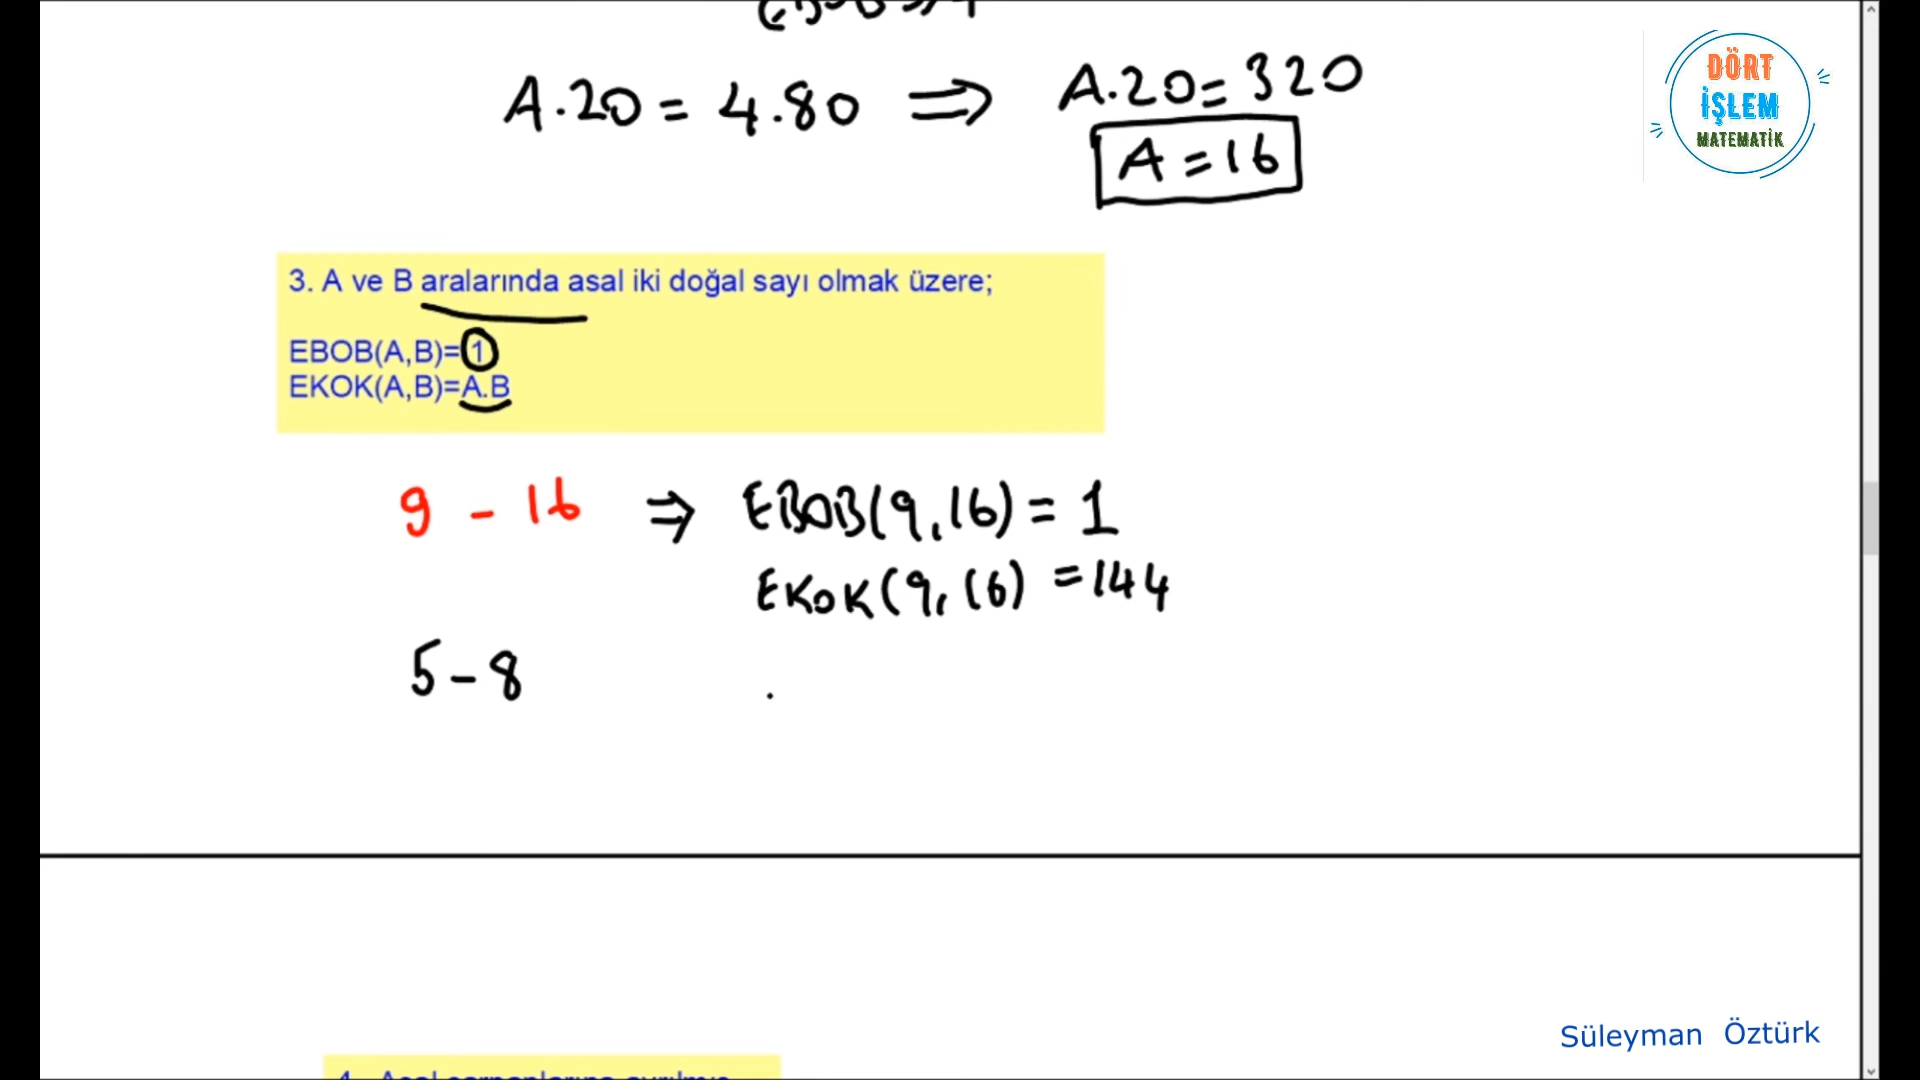 A.20 = 4.80 ⇒ A.20 = 320
A = 16
DÖRT
İŞLEM
MATEMATİK
3. A ve B aralarında asal iki doğal sayı olmak üzere;
EBOB(A,B)=1
EKOK(A,B)=A.B
9 - 16 ⇒ EBOB(9,16) = 1
EKOK(9,16) = 144
5 - 8
Süleyman Öztürk